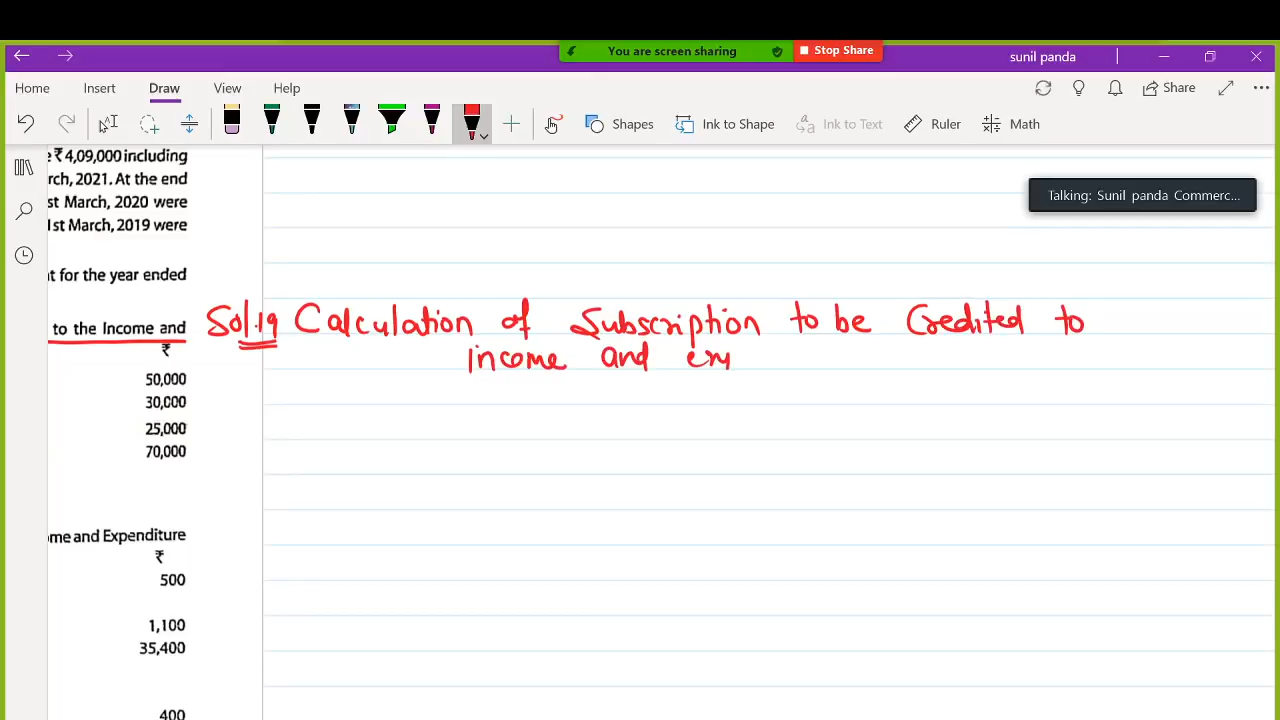 You are screen sharing
Stop Share
sunil panda
Home Insert Draw View Help
Share
Shapes Ink to Shape Ink to Text Ruler Math
Talking: Sunil panda Commerc...
e ₹ 4,09,000 including
rch, 2021. At the end
st March, 2020 were
1st March, 2019 were
t for the year ended
to the Income and
₹
50,000
30,000
25,000
70,000
ome and Expenditure
₹
500
1,100
35,400
400
Sol.19 Calculation of Subscription to be Credited to
income and exp